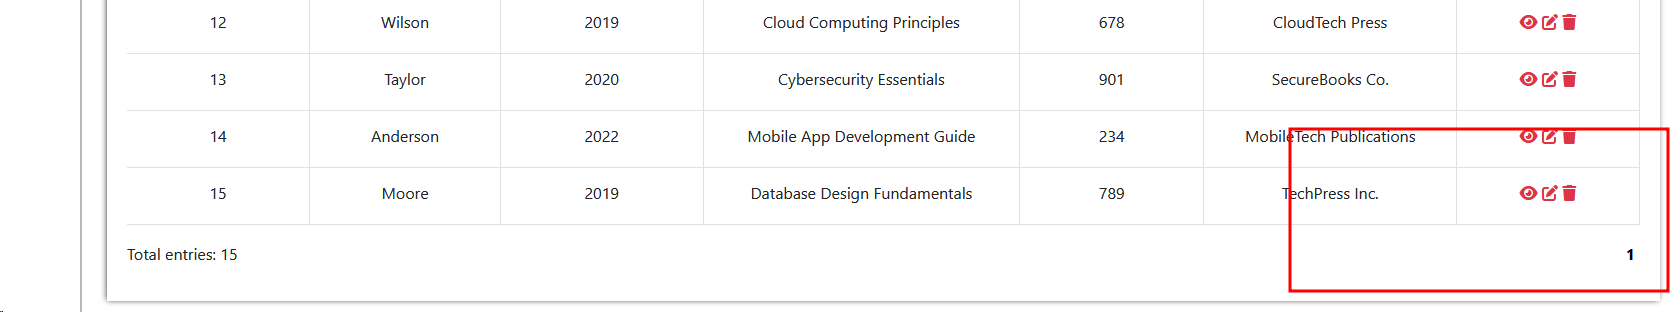 12 Wilson 2019 Cloud Computing Principles 678 CloudTech Press
13 Taylor 2020 Cybersecurity Essentials 901 SecureBooks Co.
14 Anderson 2022 Mobile App Development Guide 234 MobileTech Publications
15 Moore 2019 Database Design Fundamentals 789 TechPress Inc.
Total entries: 15 1